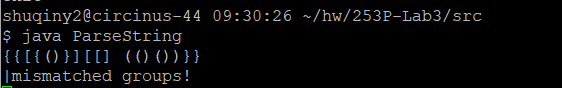 shuqiny2@circinus-44 09:30:26 ~/hw/253P-Lab3/src
$ java ParseString
{{[{()}][[] (()())}}
|mismatched groups!